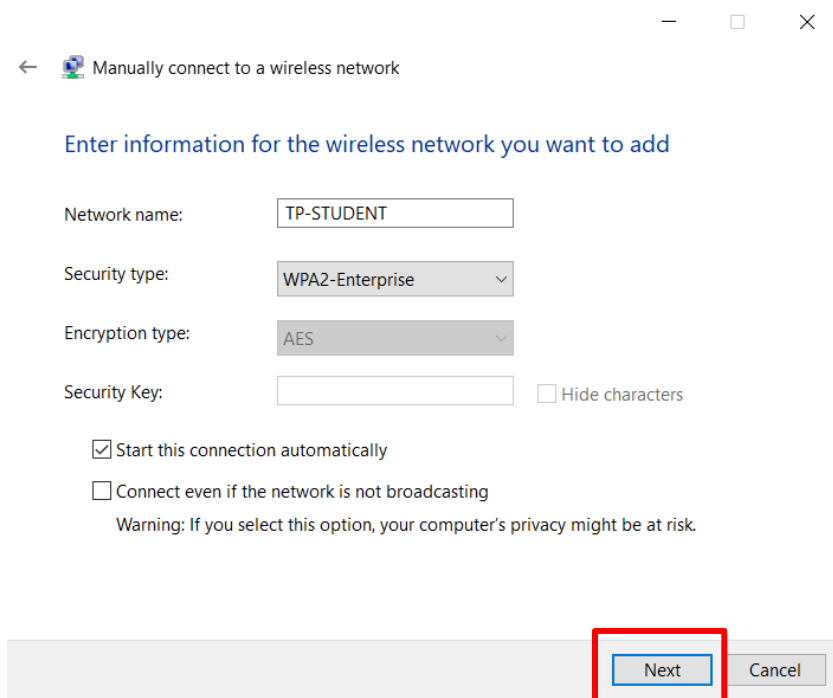 Manually connect to a wireless network
Enter information for the wireless network you want to add
Network name: TP-STUDENT
Security type: WPA2-Enterprise
Encryption type: AES
Security Key: Hide characters
Start this connection automatically
Connect even if the network is not broadcasting
Warning: If you select this option, your computer's privacy might be at risk.
Next Cancel